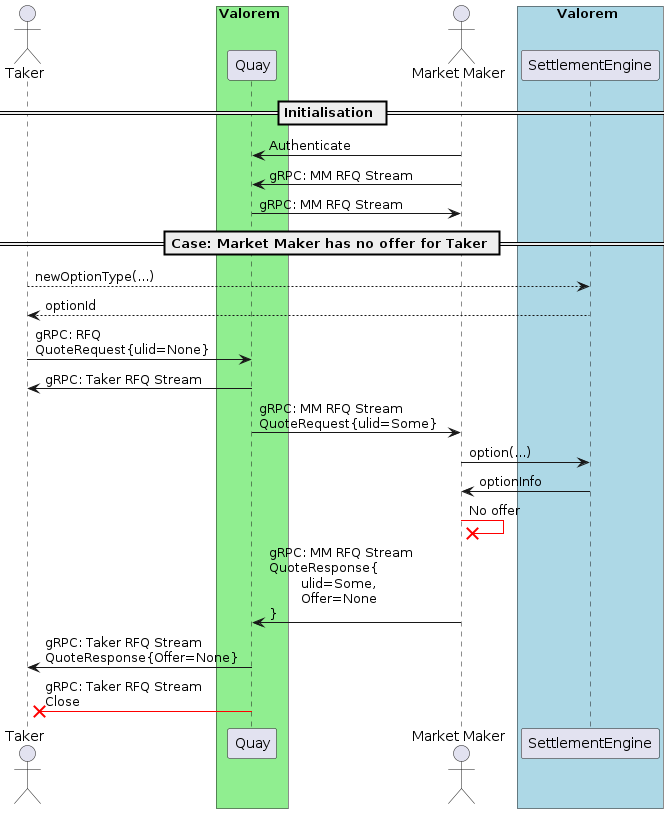 Valorem
Valorem
Taker
Quay
Market Maker
SettlementEngine
Initialisation
Authenticate
gRPC: MM RFQ Stream
gRPC: MM RFQ Stream
Case: Market Maker has no offer for Taker
newOptionType(...)
optionId
gRPC: RFQ
QuoteRequest{ulid=None}
gRPC: Taker RFQ Stream
gRPC: MM RFQ Stream
QuoteRequest{ulid=Some}
option(...)
optionInfo
No offer
gRPC: MM RFQ Stream
QuoteResponse{
ulid=Some,
Offer=None
}
gRPC: Taker RFQ Stream
QuoteResponse{Offer=None}
gRPC: Taker RFQ Stream
Close
Taker
Quay
Market Maker
SettlementEngine